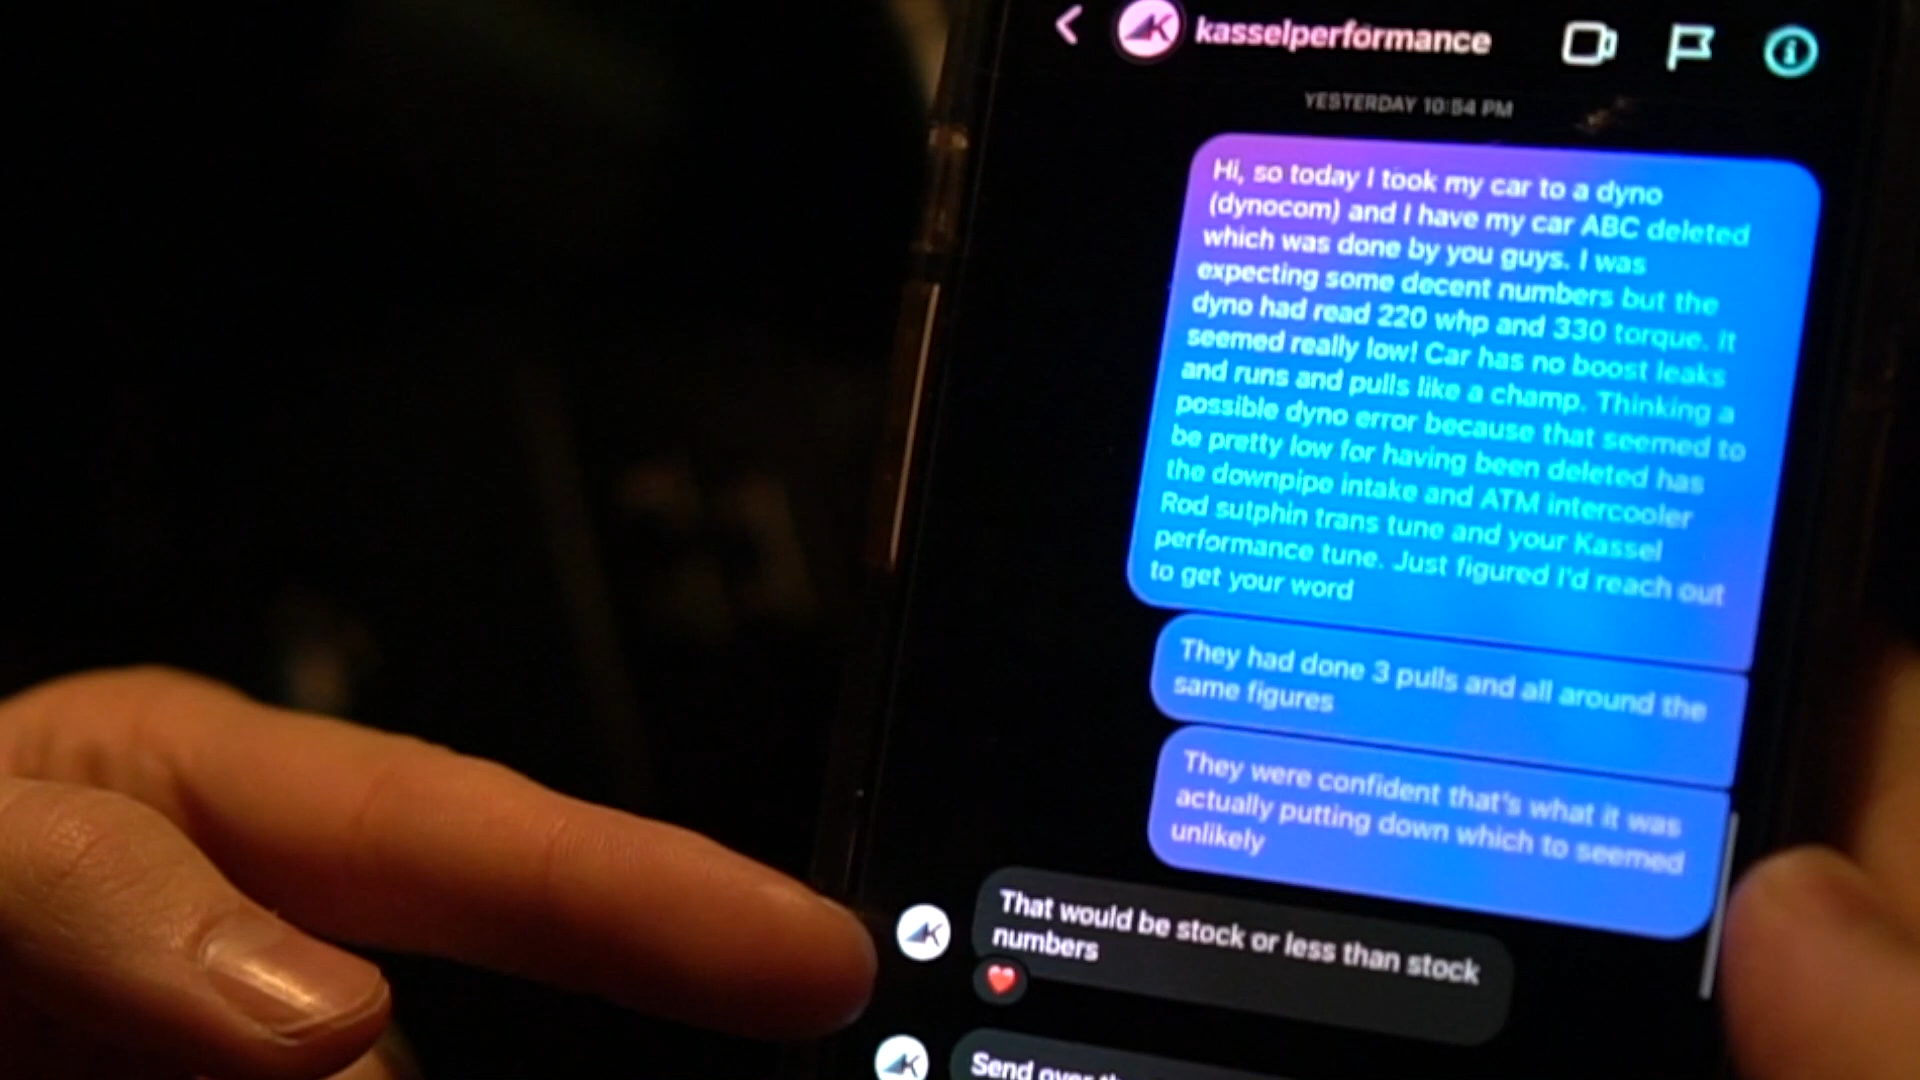 kasselperformance
YESTERDAY 10:54 PM
Hi, so today I took my car to a dyno
(dynocom) and I have my car ABC deleted
which was done by you guys. I was
expecting some decent numbers but the
dyno had read 220 whp and 330 torque. It
seemed really low! Car has no boost leaks
and runs and pulls like a champ. Thinking a
possible dyno error because that seemed to
be pretty low for having been deleted has
the downpipe intake and ATM intercooler
Rod sutphin trans tune and your Kassel
performance tune. Just figured I'd reach out
to get your word
They had done 3 pulls and all around the
same figures
They were confident that's what it was
actually putting down which to seemed
unlikely
That would be stock or less than stock
numbers
Send over